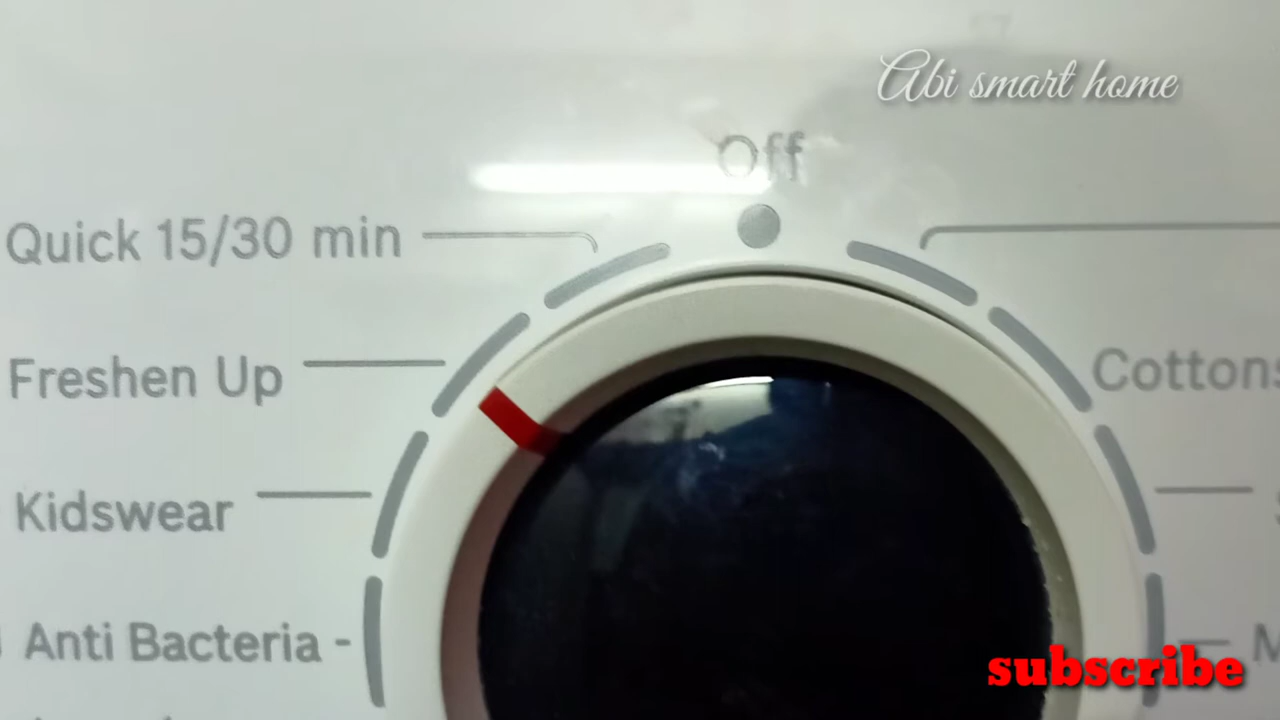 Abi smart home
Off
Quick 15/30 min
Freshen Up
Cottons
Kidswear
Anti Bacteria -
subscribe